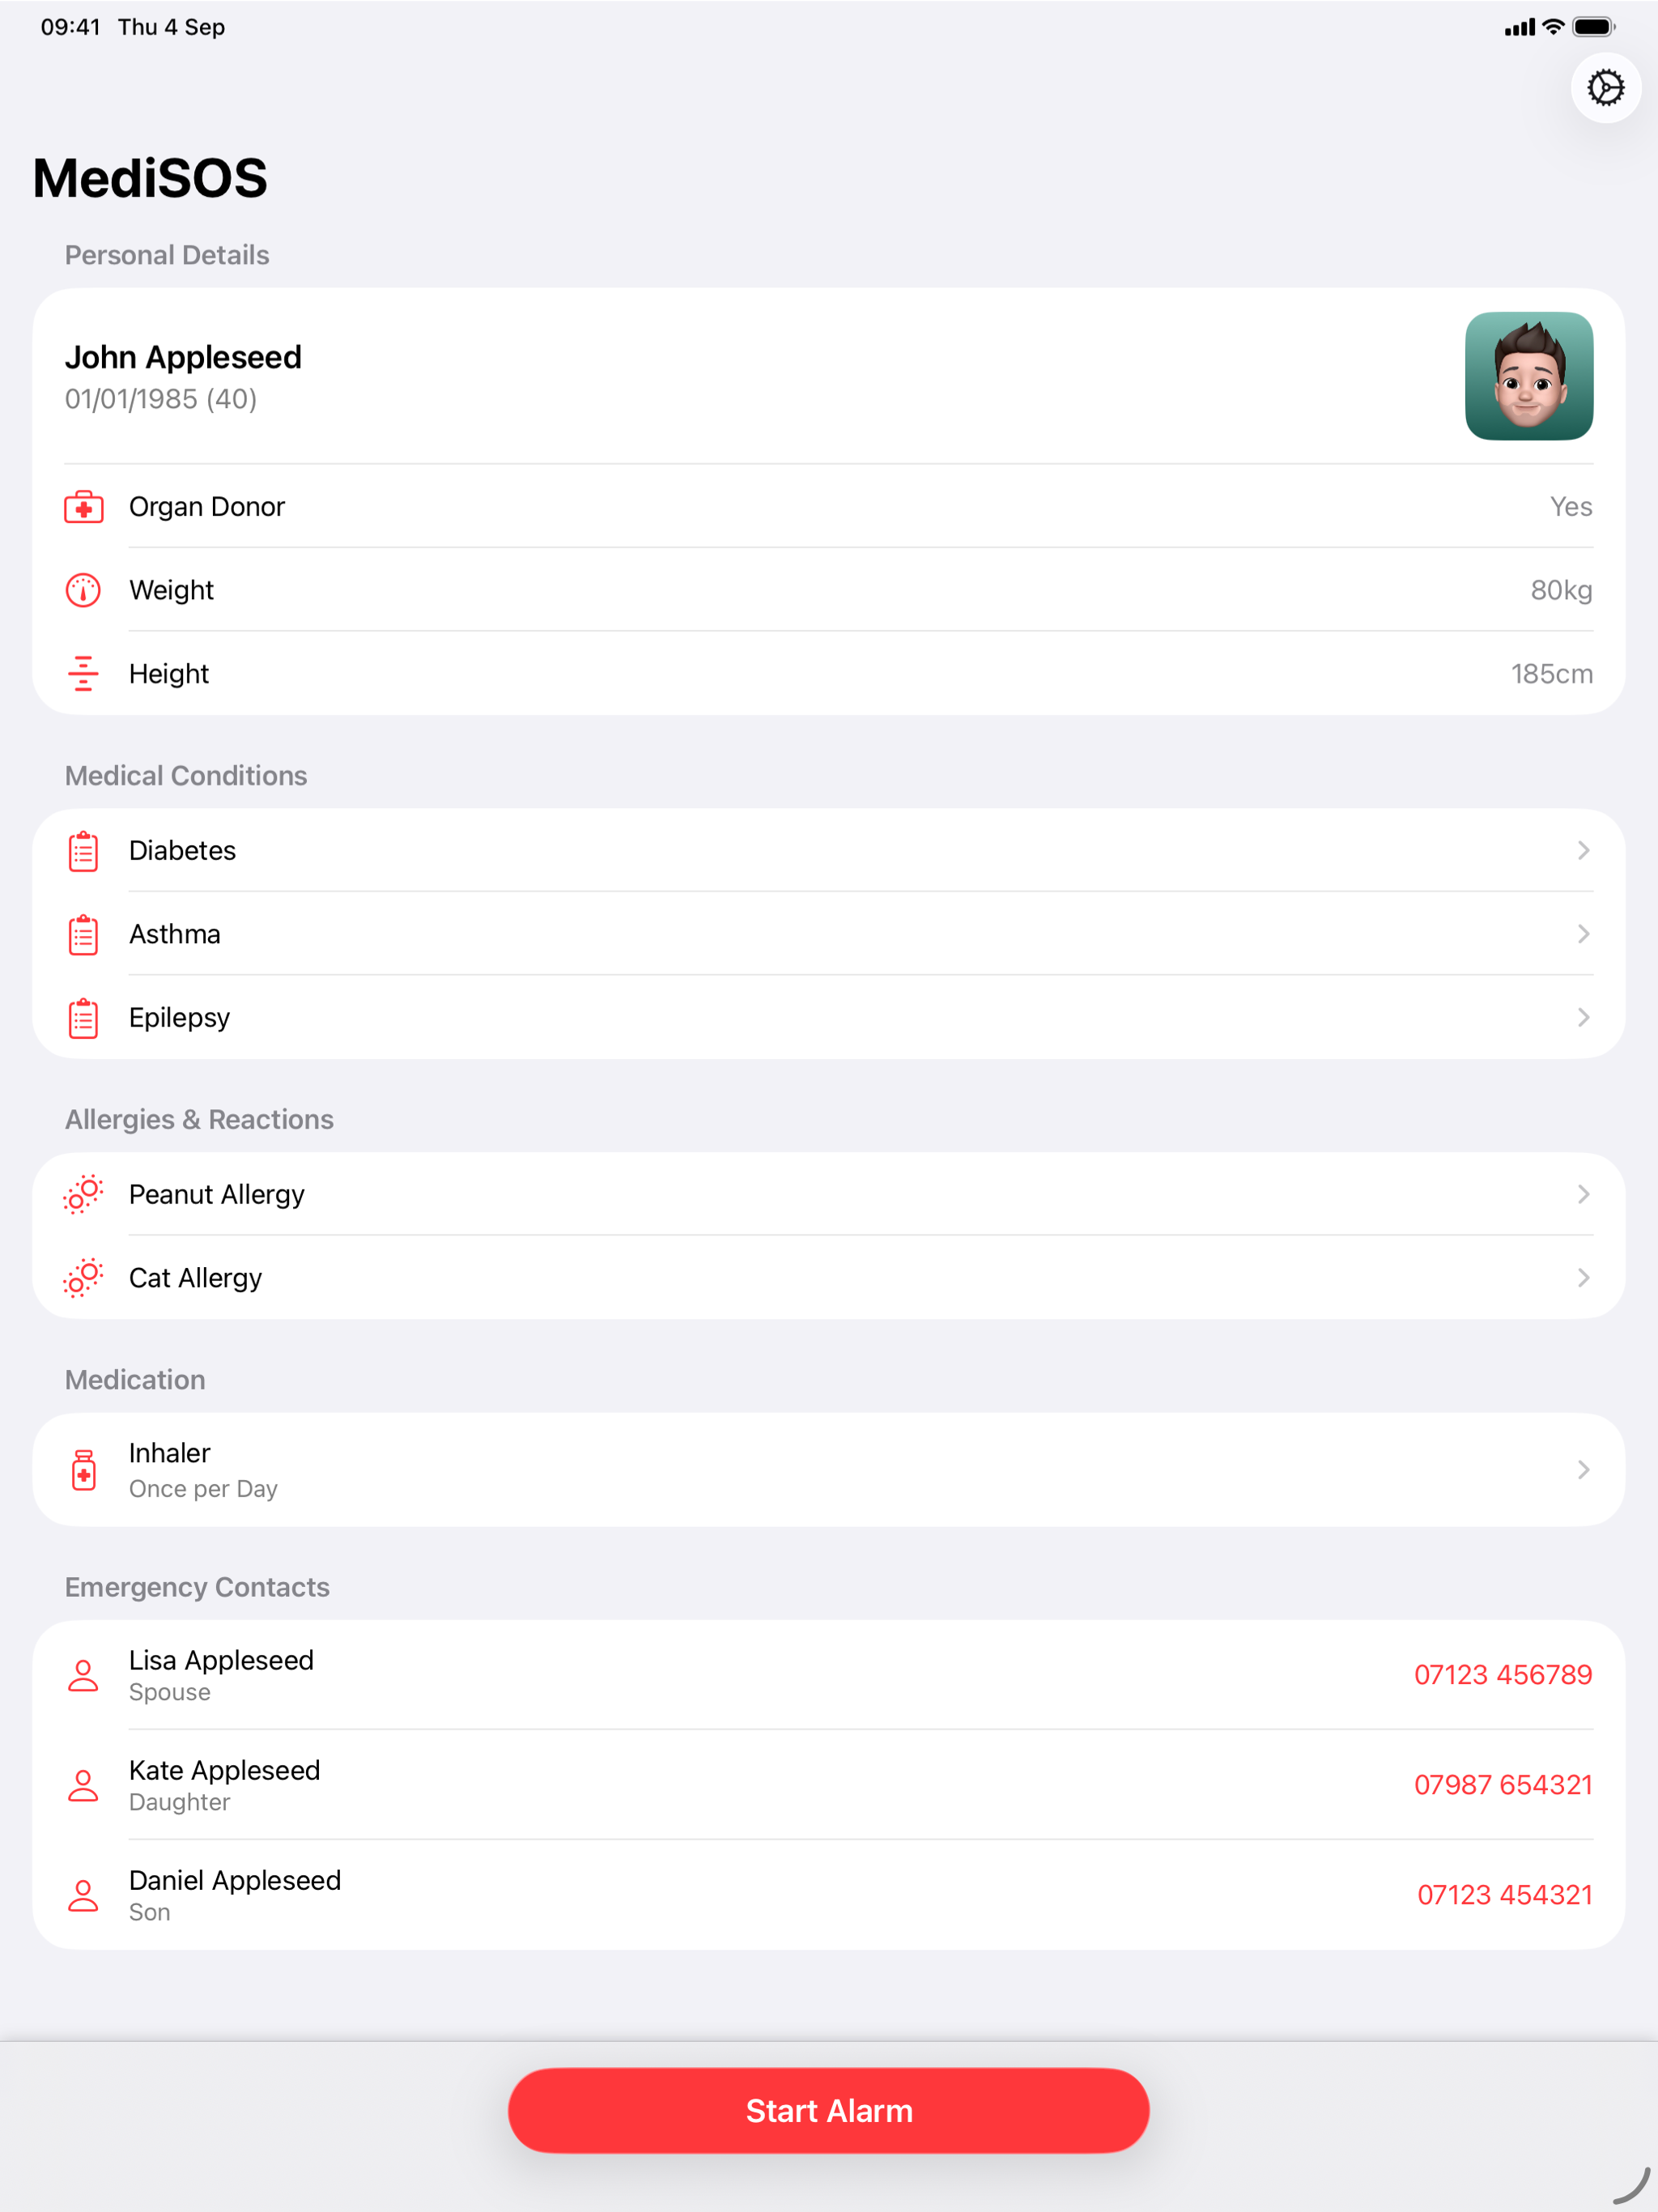 09:41 Thu 4 Sep
MediSOS
Personal Details
John Appleseed
01/01/1985 (40)
Organ Donor Yes
Weight 80kg
Height 185cm
Medical Conditions
Diabetes
Asthma
Epilepsy
Allergies & Reactions
Peanut Allergy
Cat Allergy
Medication
Inhaler
Once per Day
Emergency Contacts
Lisa Appleseed
Spouse
07123 456789
Kate Appleseed
Daughter
07987 654321
Daniel Appleseed
Son
07123 454321
Start Alarm